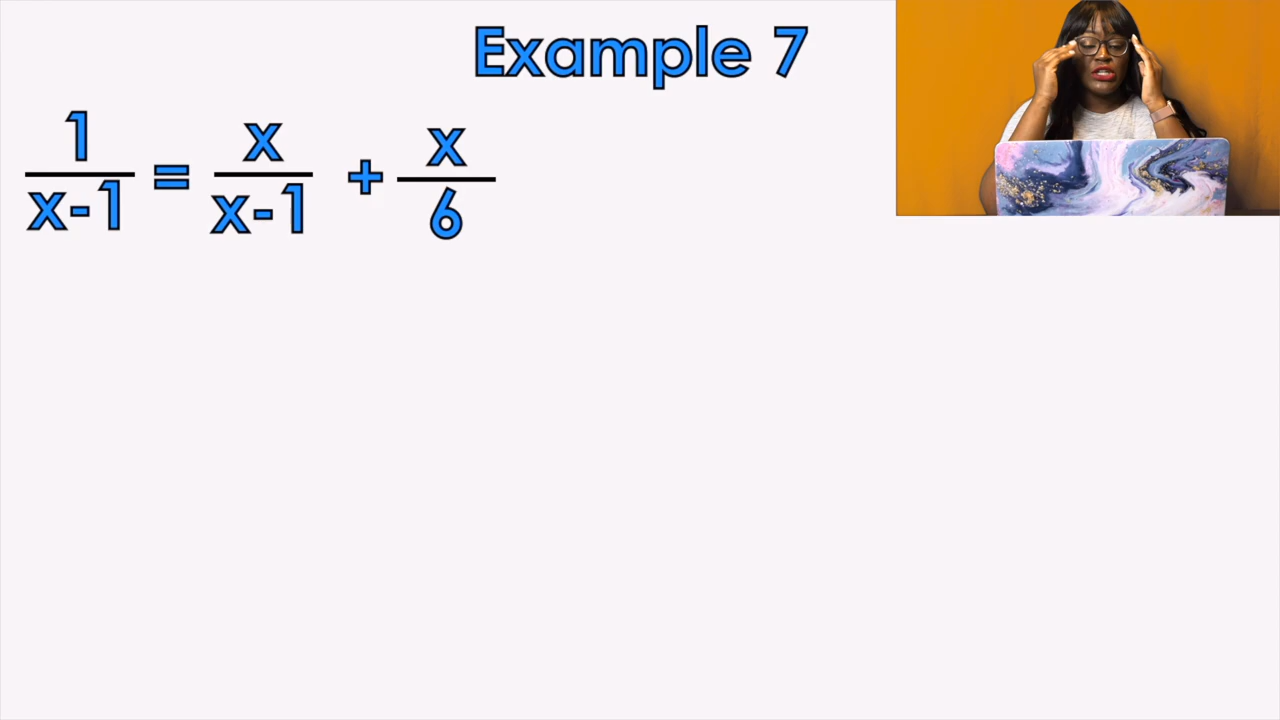 Example 7
1/x-1 = x/x-1 + x/6